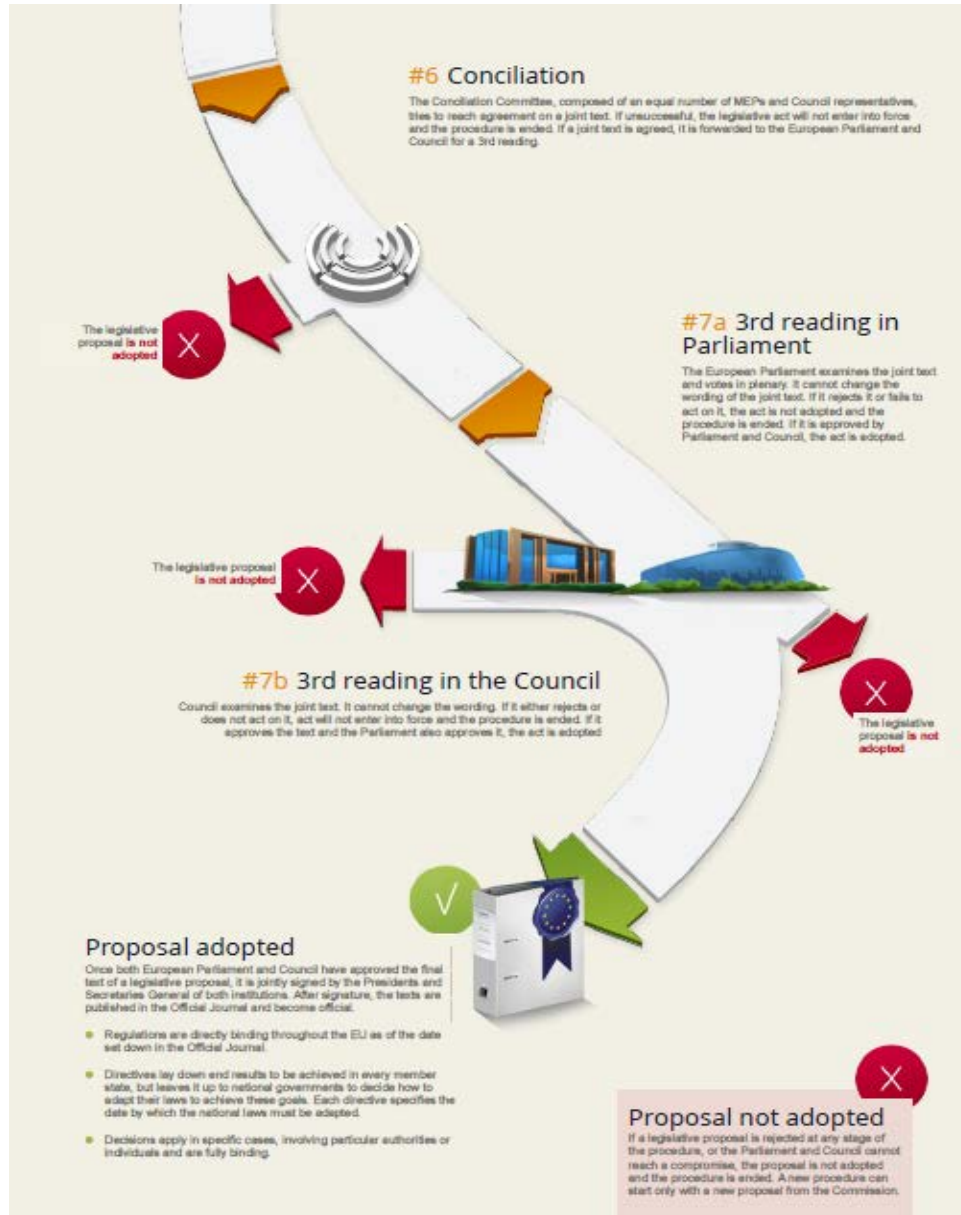 #6 Conciliation
The Conciliation Committee, composed of an equal number of MEPs and Council representatives,
tries to reach agreement on a joint text. If unsuccessful, the legislative act will not enter into force
and the procedure is ended. If a joint text is agreed, it is forwarded to the European Parliament and
Council for a 3rd reading.
The legislative
proposal is not
adopted
X
#7a 3rd reading in
Parliament
The European Parliament examines the joint text
and votes in plenary. It cannot change the
wording of the joint text. If it rejects it or fails to
act on it, the act is not adopted and the
procedure is ended. If it is approved by
Parliament and Council, the act is adopted.
The legislative proposal
is not adopted
X
#7b 3rd reading in the Council
Council examines the joint text. It cannot change the wording. If it either rejects or
does not act on it, act will not enter into force and the procedure is ended. If it
approves the text and the Parliament also approves it, the act is adopted
X
The legislative
proposal is not
adopted
√
Proposal adopted
Once both European Parliament and Council have approved the final
text of a legislative proposal, it is jointly signed by the Presidents and
Secretaries General of both institutions. After signature, the texts are
published in the Official Journal and become official.
Regulations are directly binding throughout the EU as of the date
set down in the Official Journal.
Directives lay down end results to be achieved in every member
state, but leaves it up to national governments to decide how to
adapt their laws to achieve these goals. Each directive specifies the
date by which the national laws must be adapted.
Decisions apply in specific cases, involving particular authorities or
individuals and are fully binding.
X
Proposal not adopted
If a legislative proposal is rejected at any stage of
the procedure, or the Parliament and Council cannot
reach a compromise, the proposal is not adopted
and the procedure is ended. A new procedure can
start only with a new proposal from the Commission.